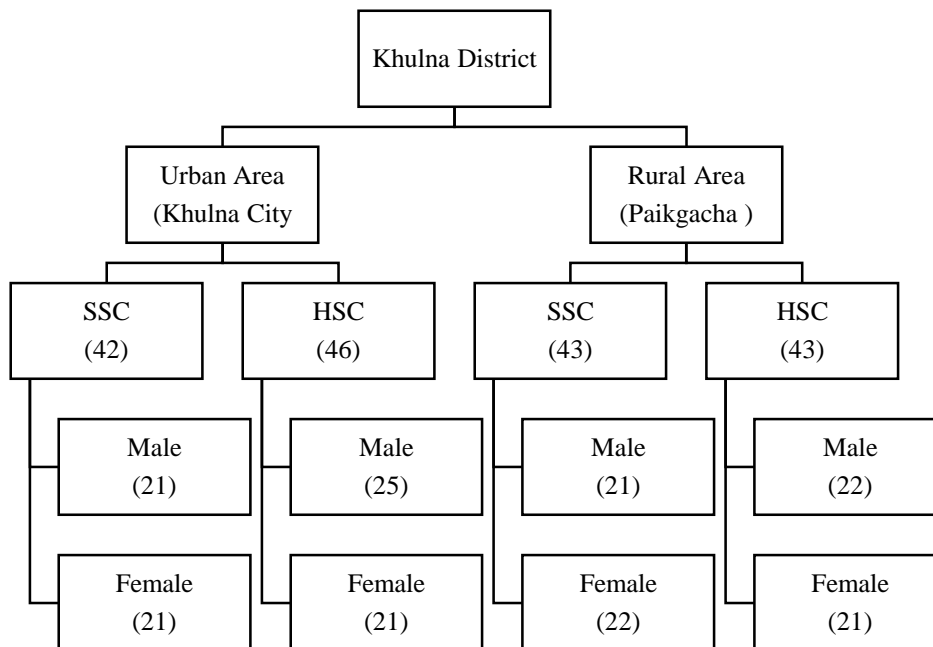 Khulna District
Urban Area
(Khulna City
Rural Area
(Paikgacha )
SSC
(42)
HSC
(46)
SSC
(43)
HSC
(43)
Male
(21)
Male
(25)
Male
(21)
Male
(22)
Female
(21)
Female
(21)
Female
(22)
Female
(21)